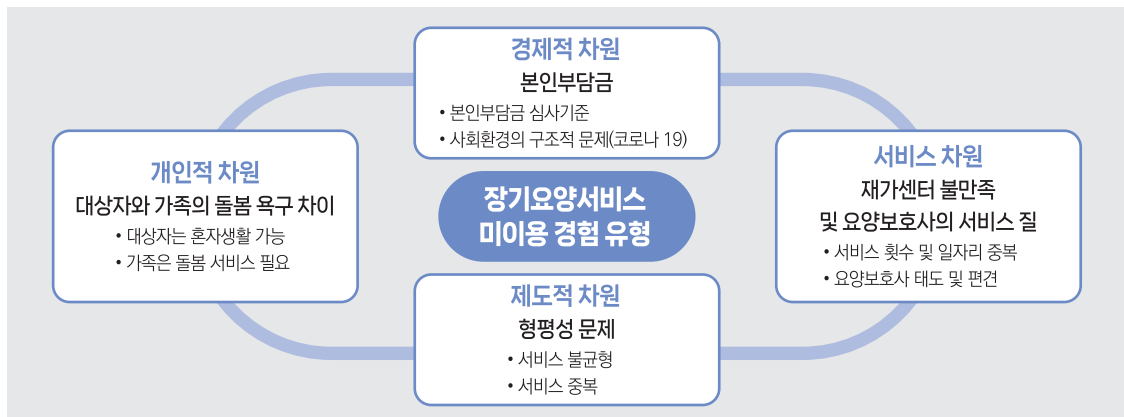 경제적 차원
본인부담금
• 본인부담금 심사기준
• 사회환경의 구조적 문제(코로나 19)
개인적 차원
대상자와 가족의 돌봄 욕구 차이
• 대상자는 혼자생활 가능
• 가족은 돌봄 서비스 필요
장기요양서비스
미이용 경험 유형
서비스 차원
재가센터 불만족
및 요양보호사의 서비스 질
• 서비스 횟수 및 일자리 중복
• 요양보호사 태도 및 편견
제도적 차원
형평성 문제
• 서비스 불균형
• 서비스 중복